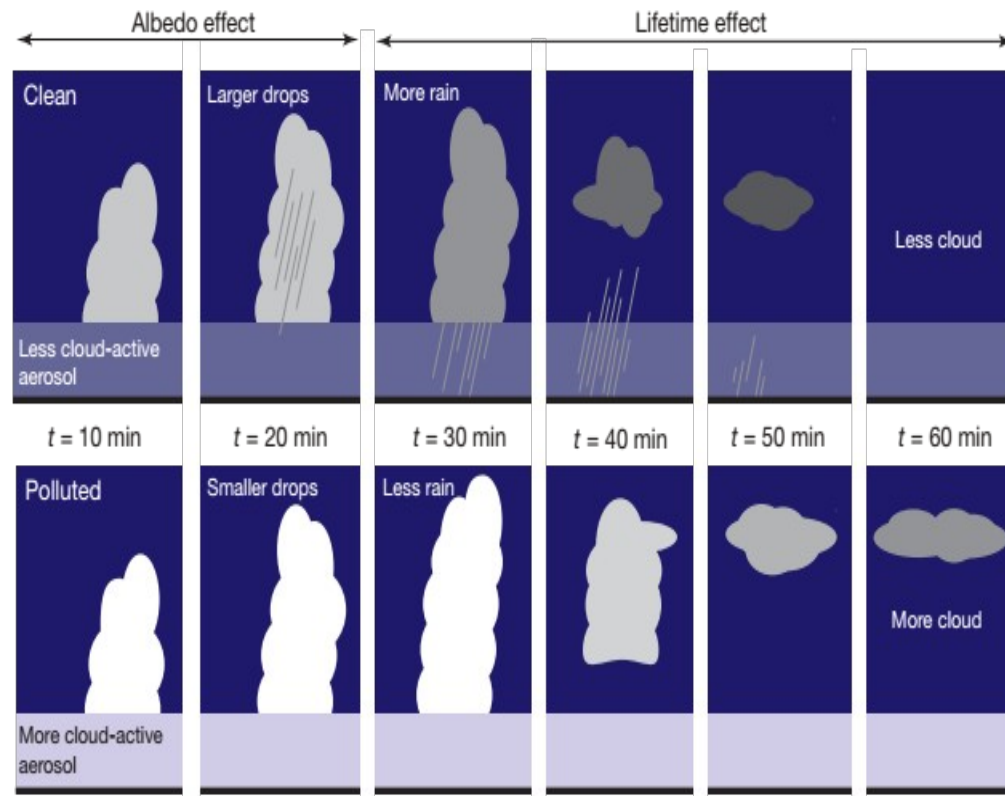 Albedo effect
Lifetime effect
Clean
Larger drops
More rain
Less cloud
Less cloud-active
aerosol
t = 10 min
t = 20 min
t = 30 min
t = 40 min
t = 50 min
t = 60 min
Polluted
Smaller drops
Less rain
More cloud
More cloud-active
aerosol